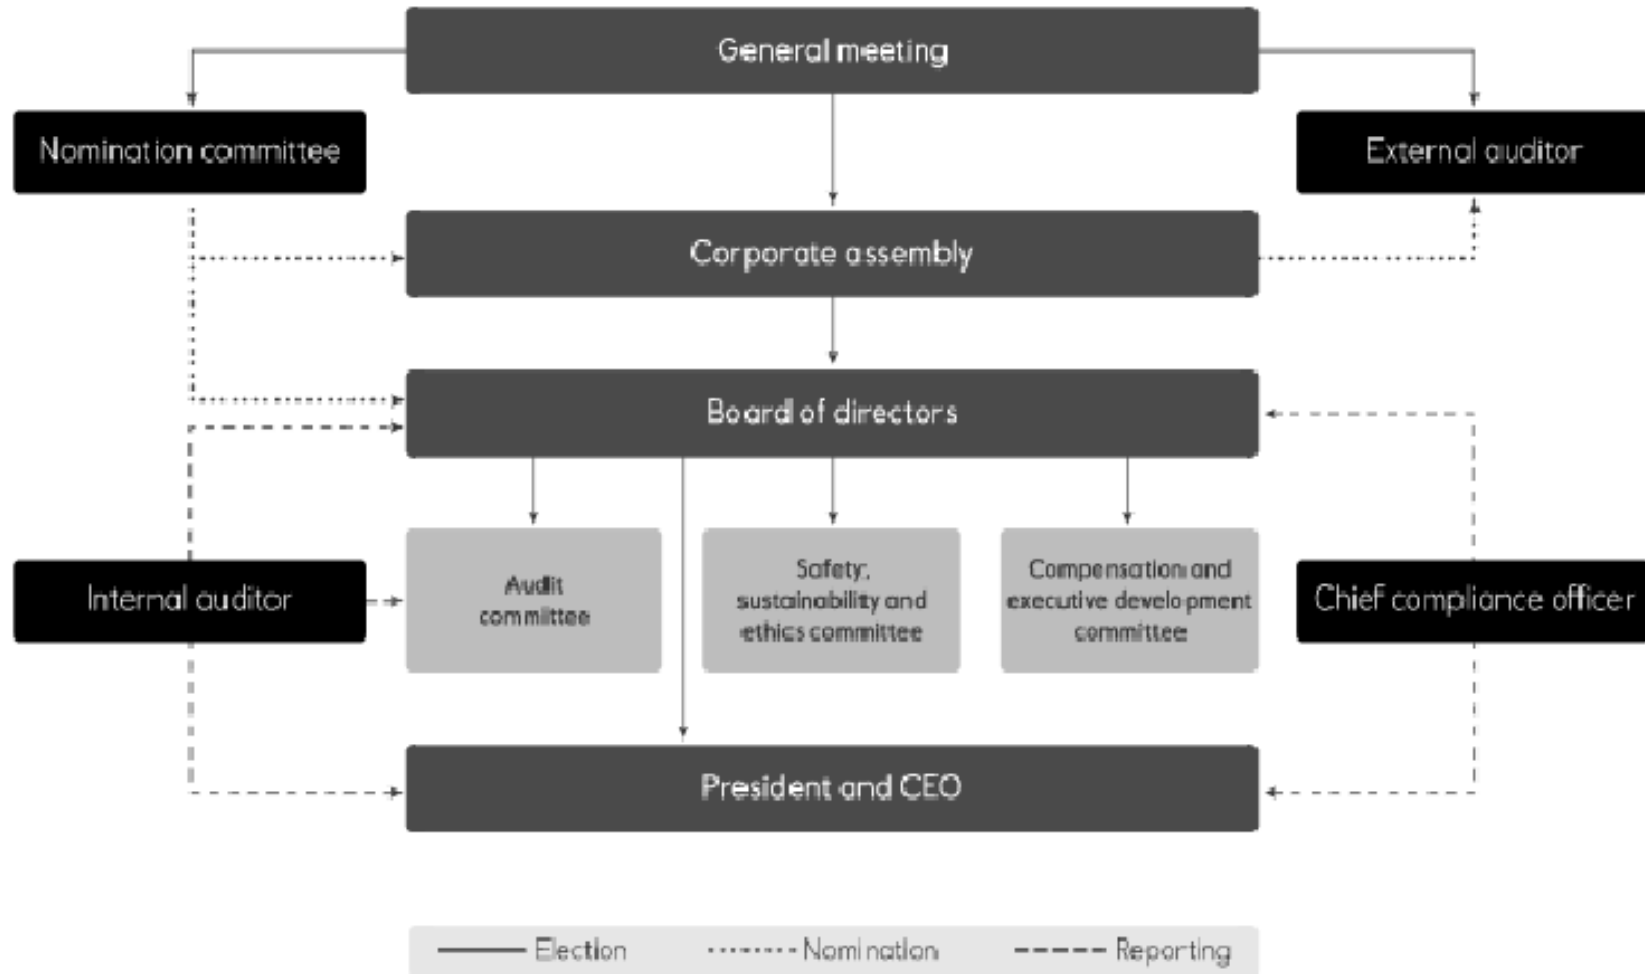 General meeting
Nomination committee
External auditor
Corporate assembly
Board of directors
Internal auditor
Audit
committee
Safety,
sustainability and
ethics committee
Compensation and
executive development
committee
Chief compliance officer
President and CEO
Election
Nomination
Reporting